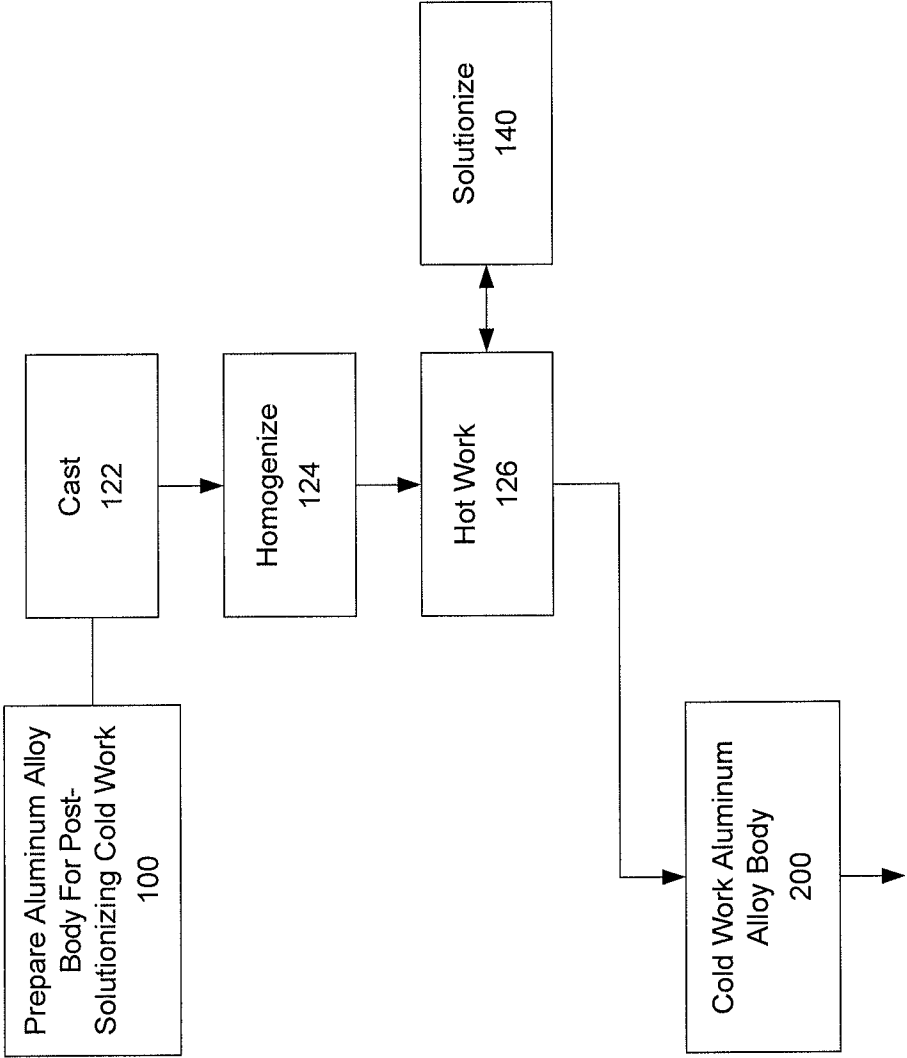 Prepare Aluminum Alloy
Body For Post-
Solutionizing Cold Work
100
Cast
122
Homogenize
124
Hot Work
126
Solutionize
140
Cold Work Aluminum
Alloy Body
200